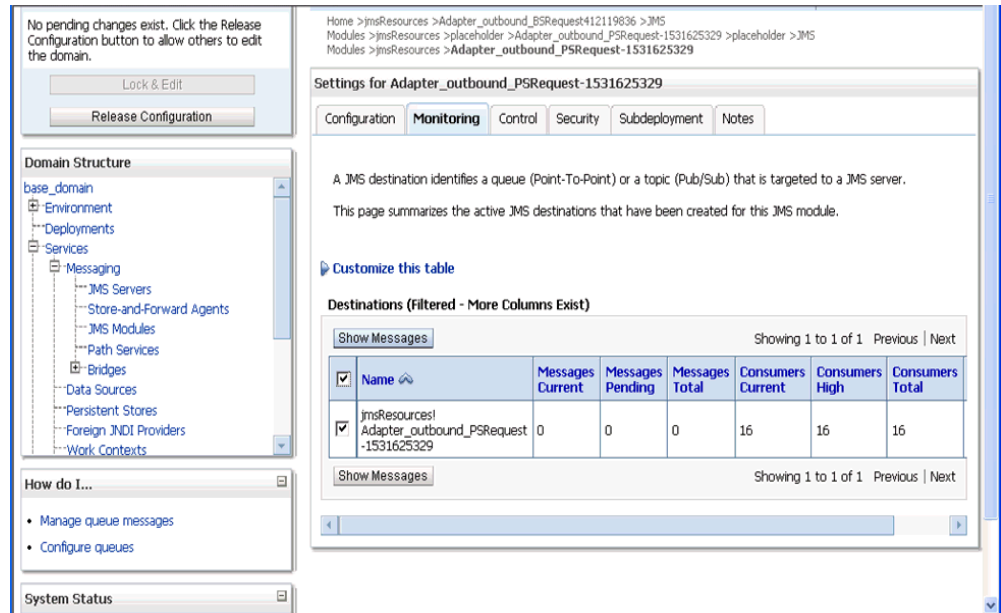 No pending changes exist. Click the Release
Configuration button to allow others to edit
the domain.
Lock & Edit
Release Configuration
Domain Structure
base_domain
Environment
Deployments
Services
Messaging
JMS Servers
Store-and-Forward Agents
JMS Modules
Path Services
Bridges
Data Sources
Persistent Stores
Foreign JNDI Providers
Work Contexts
How do I...
Manage queue messages
Configure queues
System Status
Home >jmsResources >Adapter_outbound_BSRequest412119836 >JMS
Modules >jmsResources >placeholder >Adapter_outbound_PSRequest-1531625329 >placeholder >JMS
Modules >jmsResources >Adapter_outbound_PSRequest-1531625329
Settings for Adapter_outbound_PSRequest-1531625329
Configuration Monitoring Control Security Subdeployment Notes
A JMS destination identifies a queue (Point-To-Point) or a topic (Pub/Sub) that is targeted to a JMS server.
This page summarizes the active JMS destinations that have been created for this JMS module.
Customize this table
Destinations (Filtered - More Columns Exist)
Show Messages Showing 1 to 1 of 1 Previous | Next
Name Messages Current Messages Pending Messages Total Consumers Current Consumers High Consumers Total
jmsResources!
Adapter_outbound_PSRequest 0 0 0 16 16 16
-1531625329
Show Messages Showing 1 to 1 of 1 Previous | Next